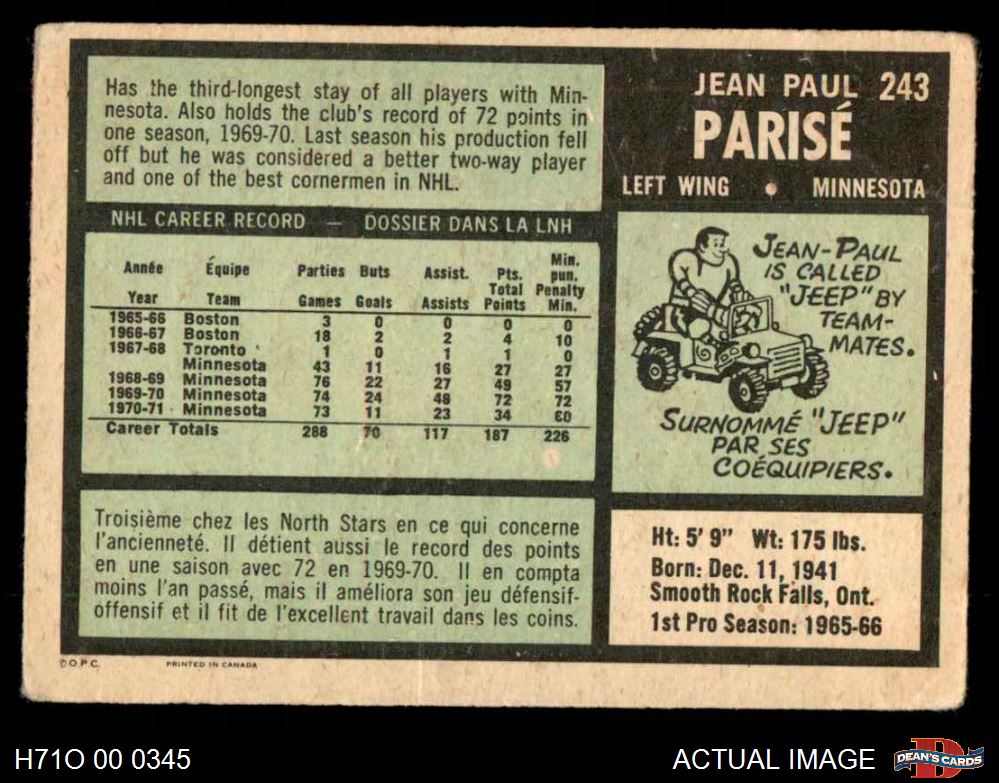 Has the third-longest stay of all players with Min-
nesota. Also holds the club's record of 72 points in
one season, 1969-70. Last season his production fell
off but he was considered a better two-way player
and one of the best cornermen in NHL.
JEAN PAUL 243
PARISÉ
LEFT WING • MINNESOTA
NHL CAREER RECORD — DOSSIER DANS LA LNH
Année Équipe Parties Buts Assist. Pts. Min. pun.
Year Team Games Goals Assists Total Points Penalty Min.
1965-66 Boston 3 0 0 0 0
1966-67 Boston 18 2 2 4 10
1967-68 Toronto 1 0 1 1 0
Minnesota 43 11 16 27 27
1968-69 Minnesota 76 22 27 49 57
1969-70 Minnesota 74 24 48 72 72
1970-71 Minnesota 73 11 23 34 60
Career Totals 288 70 117 187 226
JEAN-PAUL
IS CALLED
"JEEP" BY
TEAM-
MATES.
SURNOMMÉ "JEEP"
PAR SES
COÉQUIPIERS.
Troisième chez les North Stars en ce qui concerne
l'ancienneté. Il détient aussi le record des points
en une saison avec 72 en 1969-70. Il en compta
moins l'an passé, mais il améliora son jeu défensif-
offensif et il fit de l'excellent travail dans les coins.
Ht: 5' 9" Wt: 175 lbs.
Born: Dec. 11, 1941
Smooth Rock Falls, Ont.
1st Pro Season: 1965-66
© O.P.C. PRINTED IN CANADA
H71O 00 0345
ACTUAL IMAGE
DEAN'S CARDS